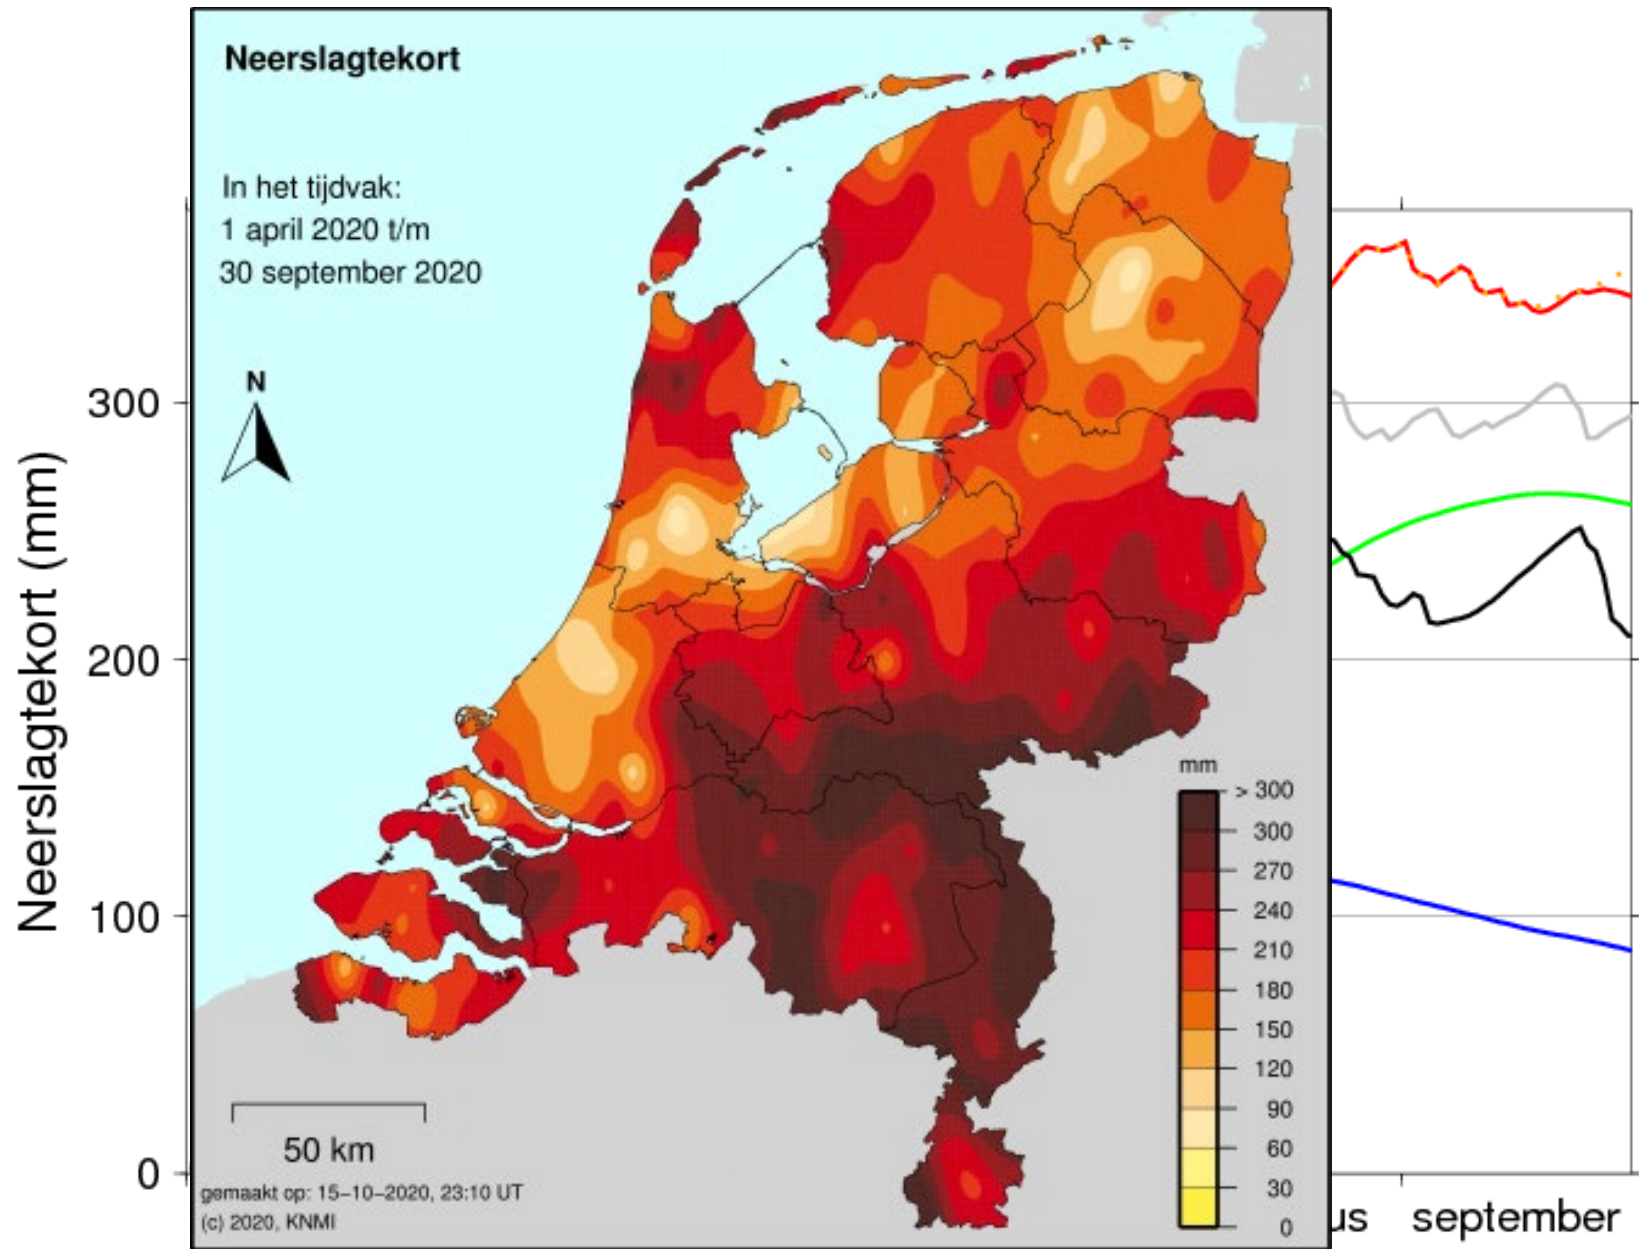 Neerslagtekort
In het tijdvak:
1 april 2020 t/m
30 september 2020
N
Neerslagtekort (mm)
300
200
100
0
mm
> 300
300
270
240
210
180
150
120
90
60
30
0
50 km
gemaakt op: 15-10-2020, 23:10 UT
(c) 2020, KNMI
us september